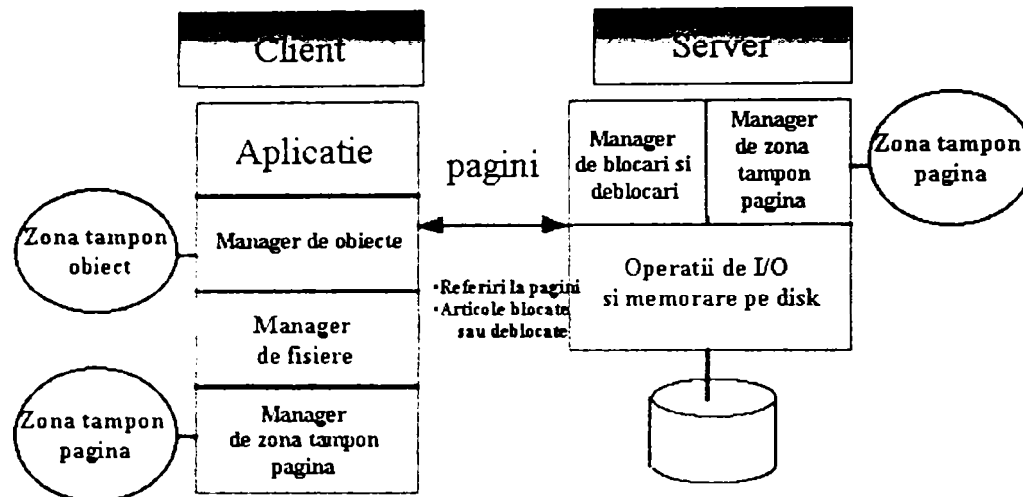 Client
Server
Aplicatie
Manager de obiecte
Manager
de fisiere
Manager
de zona tampon
pagina
Zona tampon
obiect
Zona tampon
pagina
pagini
•Referiri la pagini
•Articole blocate
sau deblocate
Manager
de blocari si
deblocari
Manager
de zona
tampon
pagina
Zona tampon
pagina
Operatii de I/O
si memorare pe disk